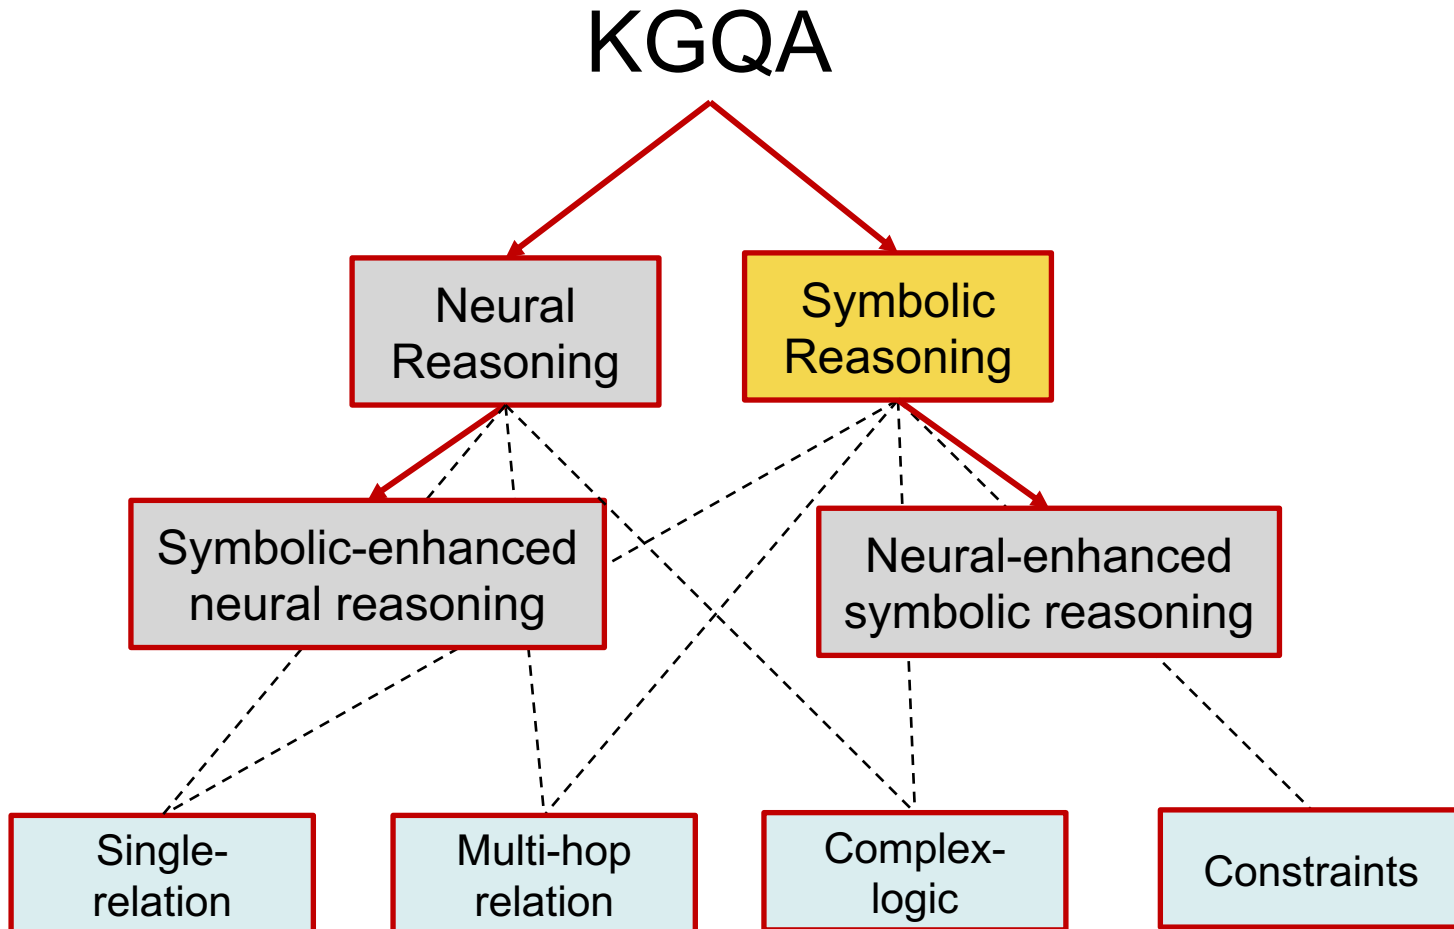 KGQA
Neural
Reasoning
Symbolic
Reasoning
Symbolic-enhanced
neural reasoning
Neural-enhanced
symbolic reasoning
Single-
relation
Multi-hop
relation
Complex-
logic
Constraints